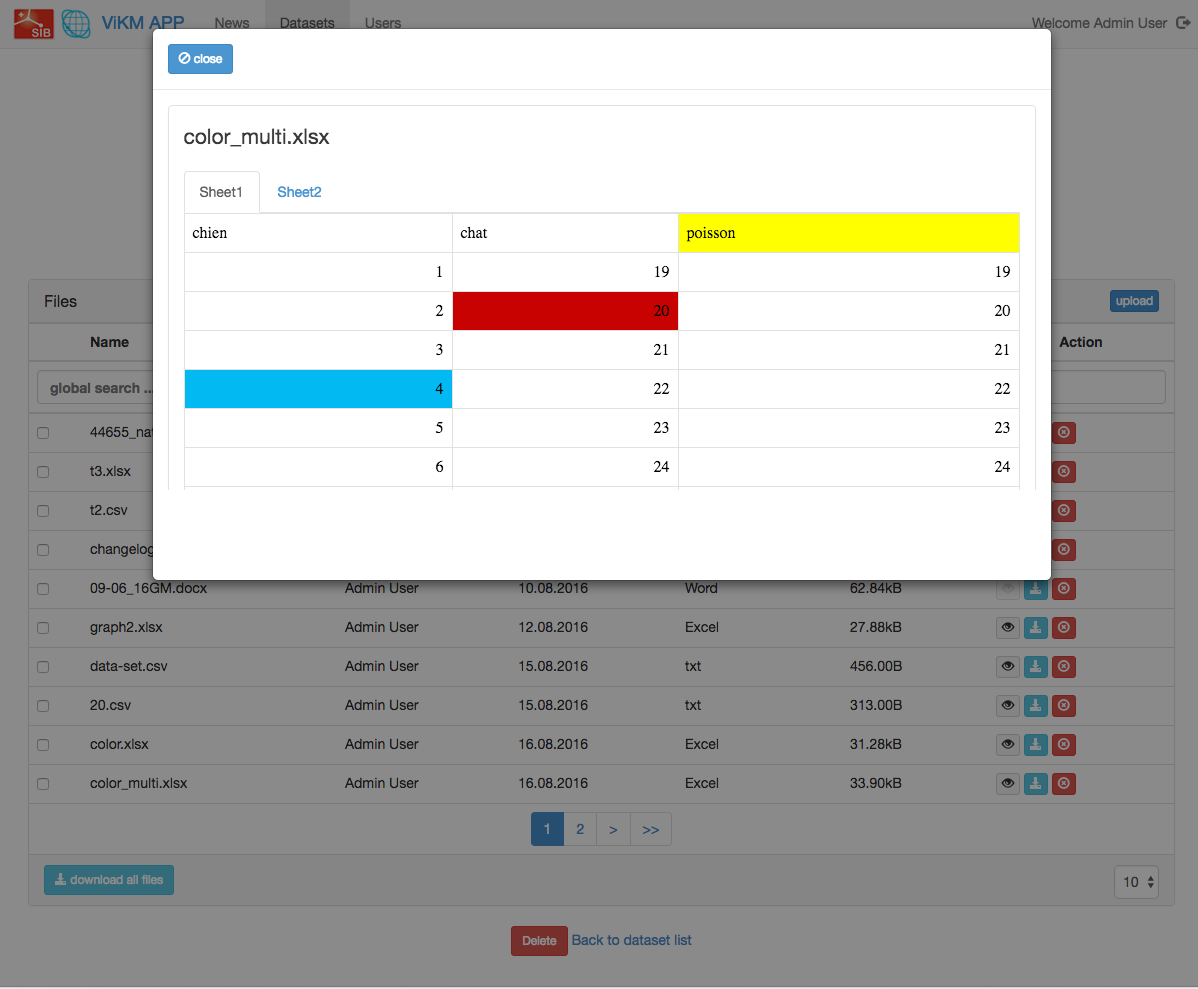 SIB ViKM APP News Datasets Users Welcome Admin User
close
color_multi.xlsx
Sheet1 Sheet2
chien chat poisson
1 19 19
2 20 20
3 21 21
4 22 22
5 23 23
6 24 24
Files upload
Name Action
global search ...
44655_nat
t3.xlsx
t2.csv
changelog
09-06_16GM.docx Admin User 10.08.2016 Word 62.84kB
graph2.xlsx Admin User 12.08.2016 Excel 27.88kB
data-set.csv Admin User 15.08.2016 txt 456.00B
20.csv Admin User 15.08.2016 txt 313.00B
color.xlsx Admin User 16.08.2016 Excel 31.28kB
color_multi.xlsx Admin User 16.08.2016 Excel 33.90kB
1 2 > >>
download all files 10
Delete Back to dataset list